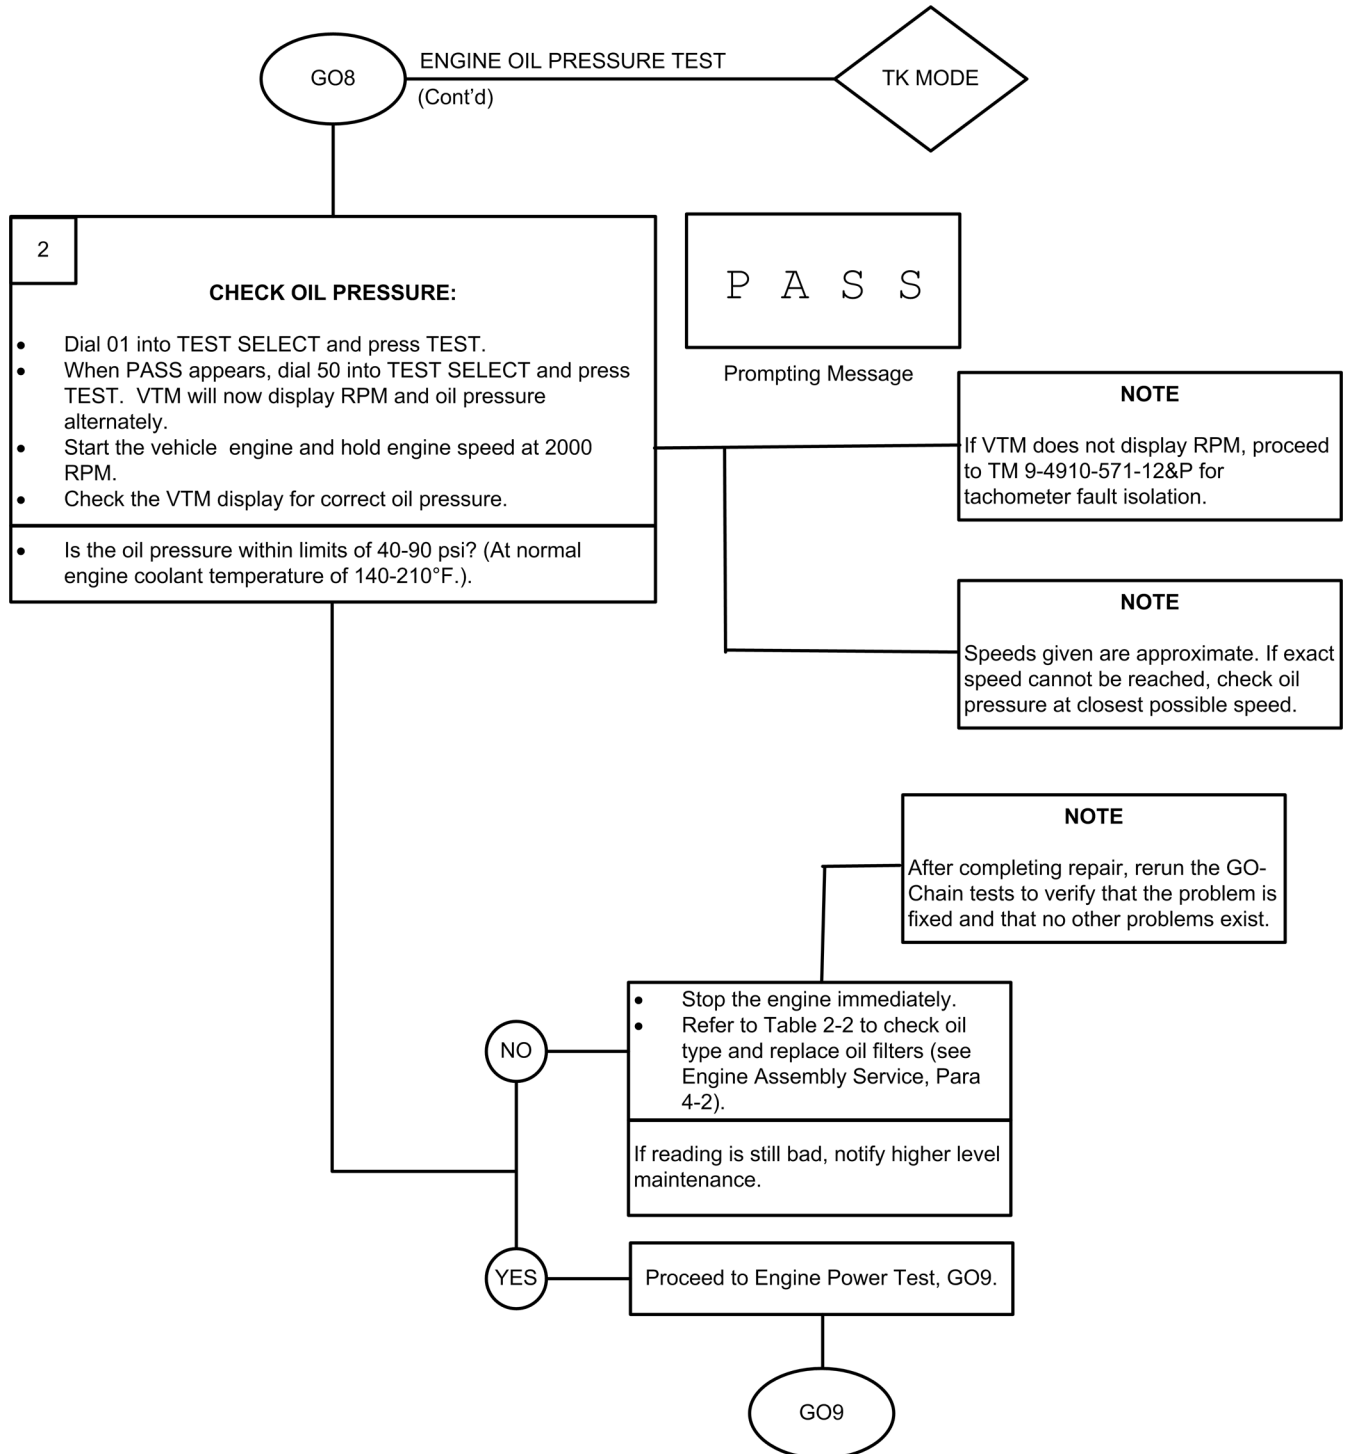 GO8
ENGINE OIL PRESSURE TEST
(Cont'd)
TK MODE
2
CHECK OIL PRESSURE:
• Dial 01 into TEST SELECT and press TEST.
• When PASS appears, dial 50 into TEST SELECT and press
TEST. VTM will now display RPM and oil pressure
alternately.
• Start the vehicle engine and hold engine speed at 2000
RPM.
• Check the VTM display for correct oil pressure.
• Is the oil pressure within limits of 40-90 psi? (At normal
engine coolant temperature of 140-210°F.).
P A S S
Prompting Message
NOTE
If VTM does not display RPM, proceed
to TM 9-4910-571-12&P for
tachometer fault isolation.
NOTE
Speeds given are approximate. If exact
speed cannot be reached, check oil
pressure at closest possible speed.
NOTE
After completing repair, rerun the GO-
Chain tests to verify that the problem is
fixed and that no other problems exist.
NO
• Stop the engine immediately.
• Refer to Table 2-2 to check oil
type and replace oil filters (see
Engine Assembly Service, Para
4-2).
If reading is still bad, notify higher level
maintenance.
YES
Proceed to Engine Power Test, GO9.
GO9